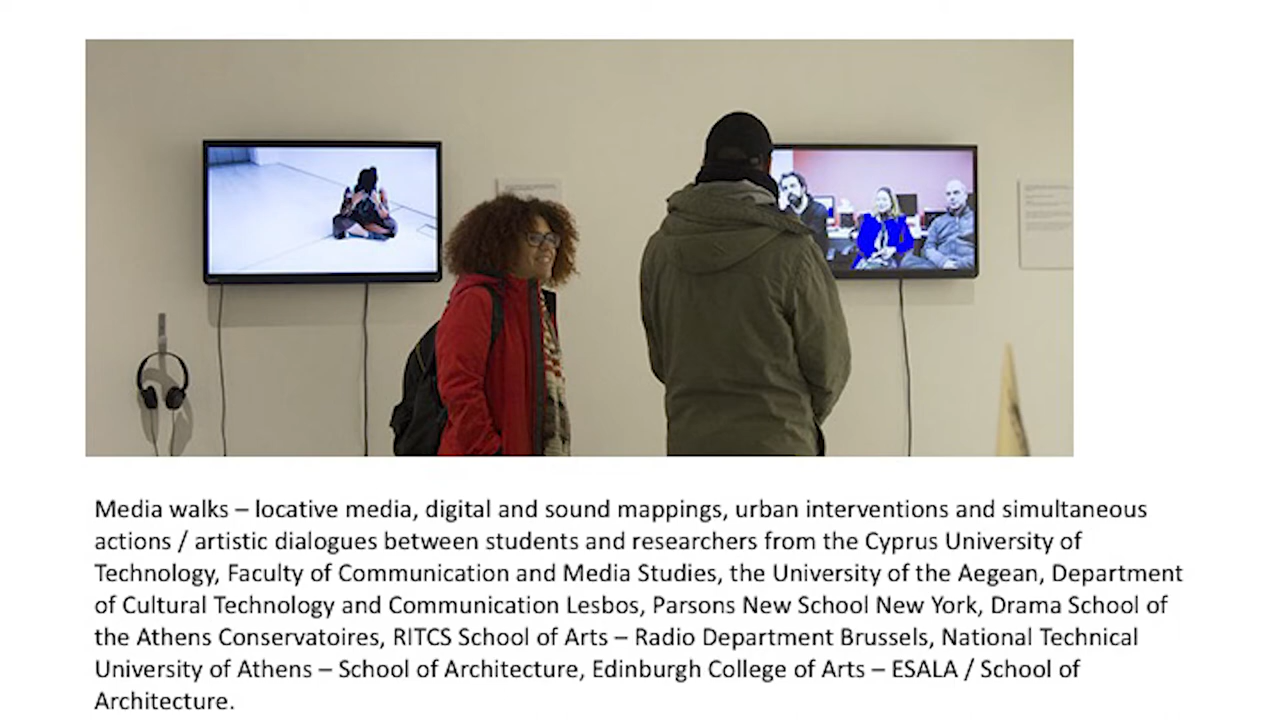 Media walks – locative media, digital and sound mappings, urban interventions and simultaneous
actions / artistic dialogues between students and researchers from the Cyprus University of
Technology, Faculty of Communication and Media Studies, the University of the Aegean, Department
of Cultural Technology and Communication Lesbos, Parsons New School New York, Drama School of
the Athens Conservatoires, RITCS School of Arts – Radio Department Brussels, National Technical
University of Athens – School of Architecture, Edinburgh College of Arts – ESALA / School of
Architecture.